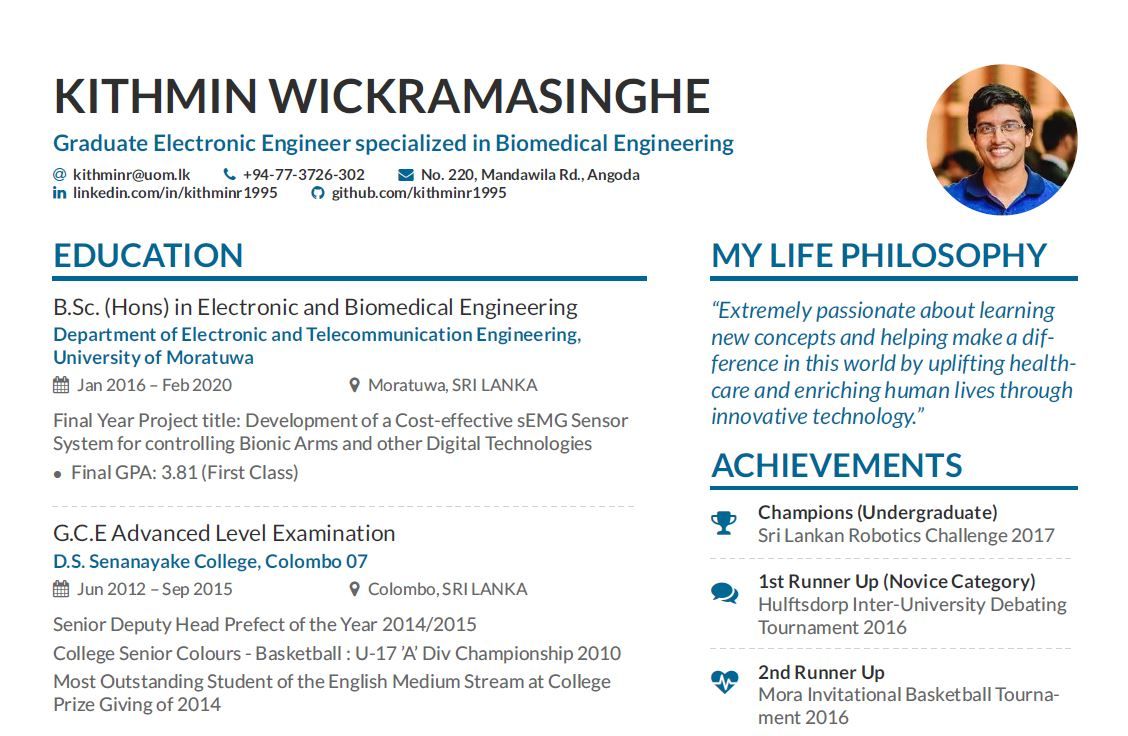 KITHMIN WICKRAMASINGHE
Graduate Electronic Engineer specialized in Biomedical Engineering
@ kithminr@uom.lk +94-77-3726-302 No. 220, Mandawila Rd., Angoda
in linkedin.com/in/kithminr1995 github.com/kithminr1995
EDUCATION
B.Sc. (Hons) in Electronic and Biomedical Engineering
Department of Electronic and Telecommunication Engineering,
University of Moratuwa
Jan 2016 – Feb 2020 Moratuwa, SRI LANKA
Final Year Project title: Development of a Cost-effective sEMG Sensor
System for controlling Bionic Arms and other Digital Technologies
• Final GPA: 3.81 (First Class)
G.C.E Advanced Level Examination
D.S. Senanayake College, Colombo 07
Jun 2012 – Sep 2015 Colombo, SRI LANKA
Senior Deputy Head Prefect of the Year 2014/2015
College Senior Colours - Basketball : U-17 ’A’ Div Championship 2010
Most Outstanding Student of the English Medium Stream at College
Prize Giving of 2014
MY LIFE PHILOSOPHY
“Extremely passionate about learning
new concepts and helping make a dif-
ference in this world by uplifting health-
care and enriching human lives through
innovative technology.”
ACHIEVEMENTS
Champions (Undergraduate)
Sri Lankan Robotics Challenge 2017
1st Runner Up (Novice Category)
Hulftsdorp Inter-University Debating
Tournament 2016
2nd Runner Up
Mora Invitational Basketball Tourna-
ment 2016